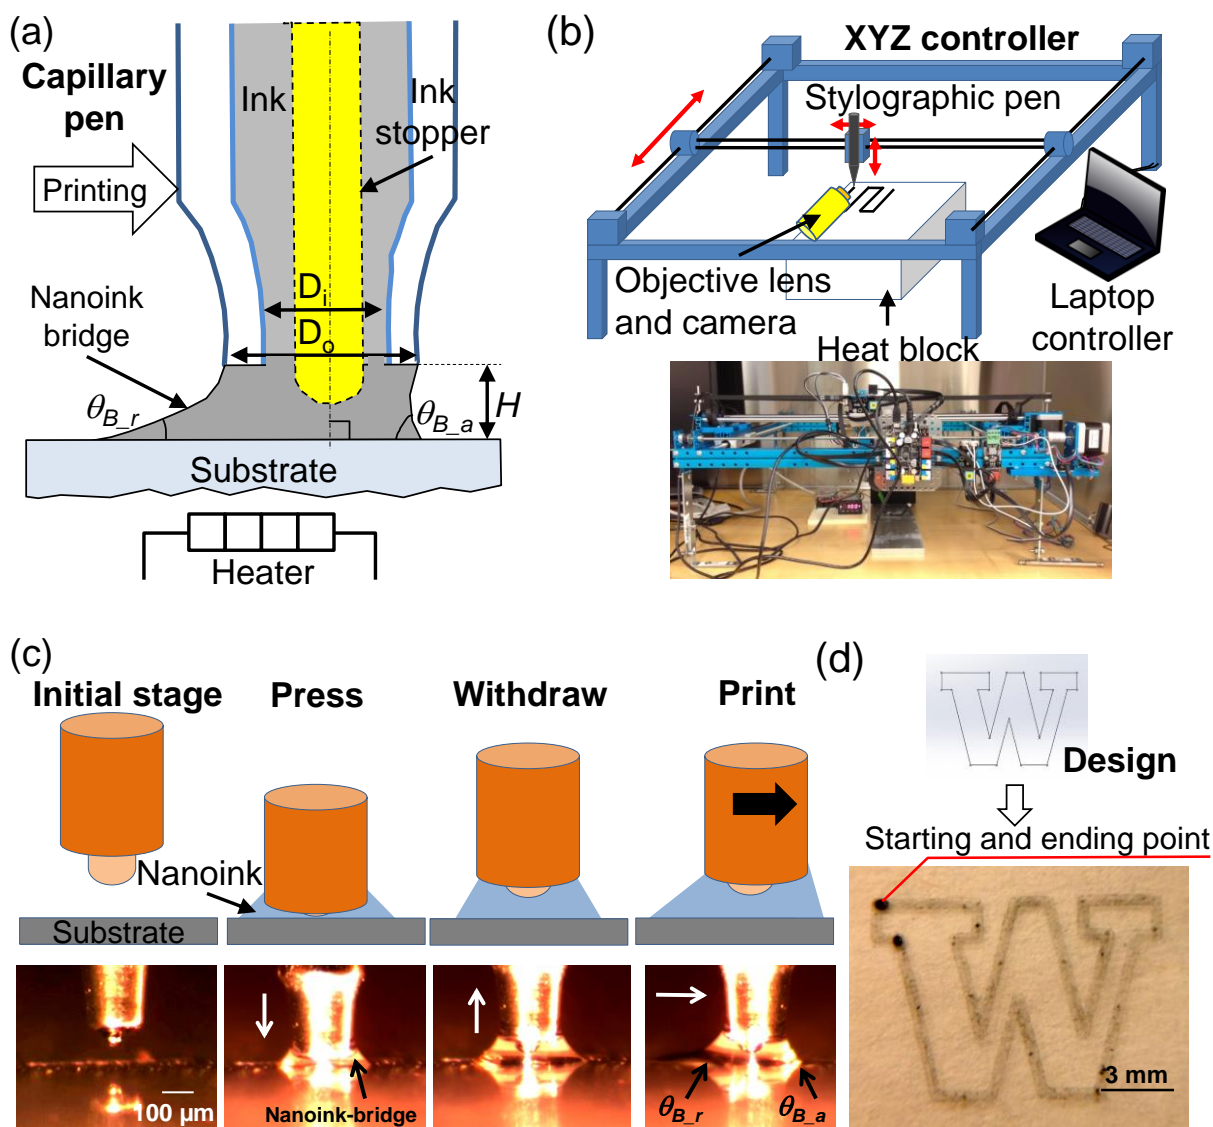 (a)
Capillary
pen
Ink
Ink
stopper
Printing
Nanoink
bridge
Di
Do
θB_r
θB_a
H
Substrate
Heater
(b)
XYZ controller
Stylographic pen
Objective lens
and camera
Heat block
Laptop
controller
(c)
Initial stage
Press
Withdraw
Print
Nanoink
Substrate
100 µm
Nanoink-bridge
θB_r
θB_a
(d)
Design
Starting and ending point
W
3 mm